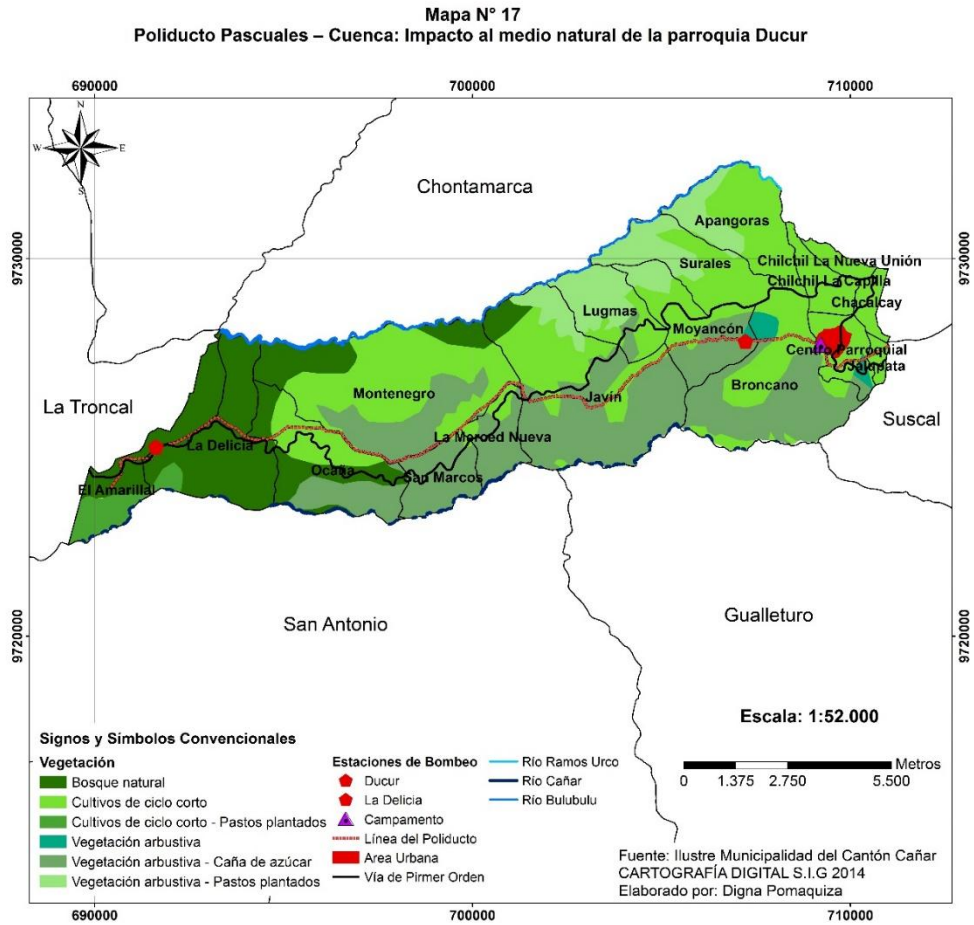 Mapa N° 17
Poliducto Pascuales – Cuenca: Impacto al medio natural de la parroquia Ducur
690000
700000
710000
N
W
E
S
Chontamarca
Apangoras
9730000
9730000
Chilchil La Nueva Unión
Surales
Chilchil La Capilla
Chacalcay
Lugmas
Moyancón
Centro Parroquial
Jalupata
Broncano
Montenegro
Javín
La Troncal
Suscal
La Merced Nueva
La Delicia
Ocaña
San Marcos
El Amarillal
San Antonio
Gualleturo
9720000
9720000
Escala: 1:52.000
Metros
0
1.375
2.750
5.500
Signos y Símbolos Convencionales
Vegetación
Bosque natural
Cultivos de ciclo corto
Cultivos de ciclo corto - Pastos plantados
Vegetación arbustiva
Vegetación arbustiva - Caña de azúcar
Vegetación arbustiva - Pastos plantados
Estaciones de Bombeo
Ducur
La Delicia
Campamento
Línea del Poliducto
Area Urbana
Vía de Pirmer Orden
Río Ramos Urco
Río Cañar
Río Bulubulu
Fuente: Ilustre Municipalidad del Cantón Cañar
CARTOGRAFÍA DIGITAL S.I.G 2014
Elaborado por: Digna Pomaquiza
690000
700000
710000